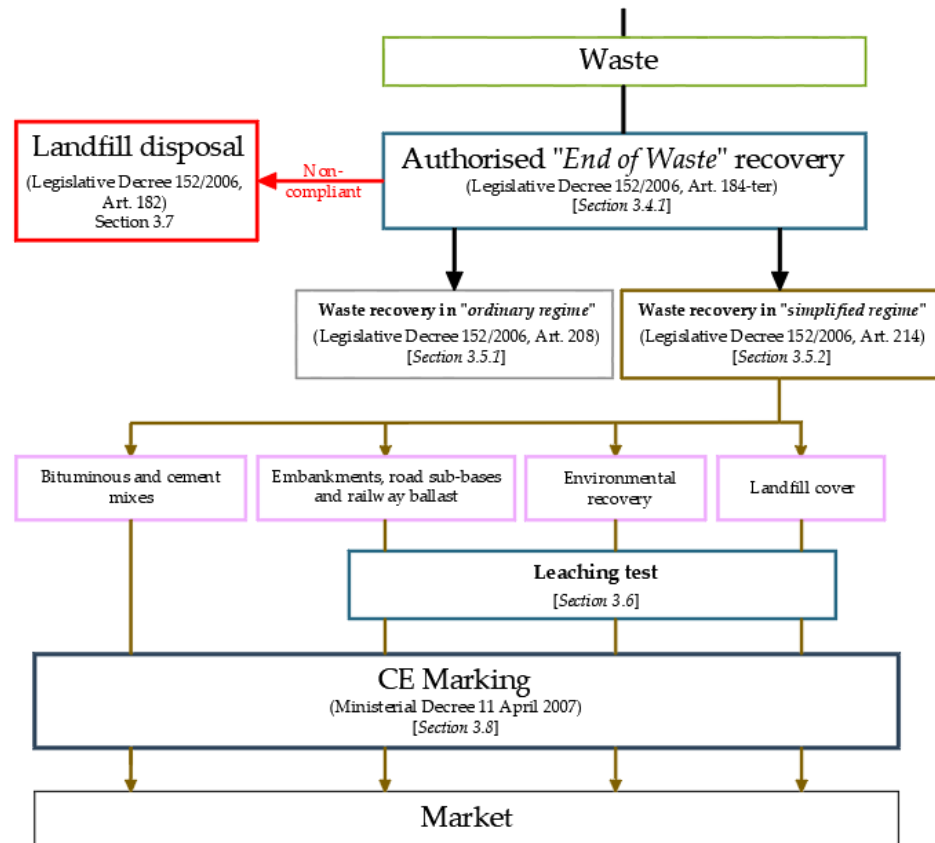 Waste
Landfill disposal
(Legislative Decree 152/2006,
Art. 182)
Section 3.7
Non-
compliant
Authorised "End of Waste" recovery
(Legislative Decree 152/2006, Art. 184-ter)
[Section 3.4.1]
Waste recovery in "ordinary regime"
(Legislative Decree 152/2006, Art. 208)
[Section 3.5.1]
Waste recovery in "simplified regime"
(Legislative Decree 152/2006, Art. 214)
[Section 3.5.2]
Bituminous and cement
mixes
Embankments, road sub-bases
and railway ballast
Environmental
recovery
Landfill cover
Leaching test
[Section 3.6]
CE Marking
(Ministerial Decree 11 April 2007)
[Section 3.8]
Market